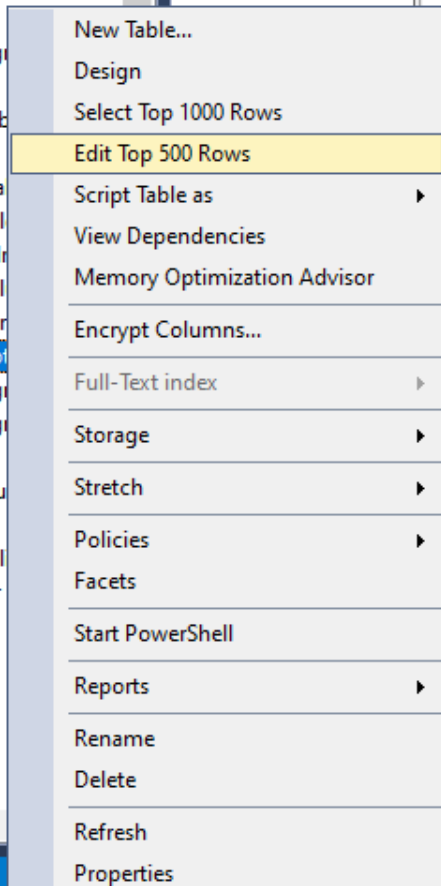 New Table...
Design
Select Top 1000 Rows
Edit Top 500 Rows
Script Table as
View Dependencies
Memory Optimization Advisor
Encrypt Columns...
Full-Text index
Storage
Stretch
Policies
Facets
Start PowerShell
Reports
Rename
Delete
Refresh
Properties